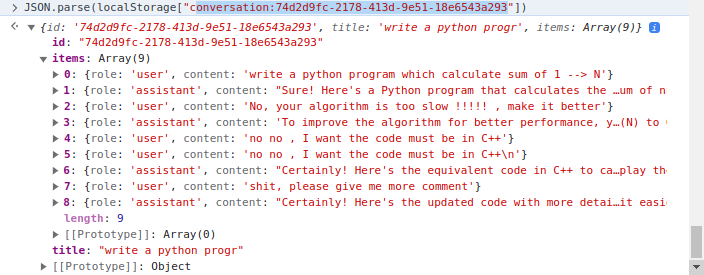 JSON.parse(localStorage["conversation:74d2d9fc-2178-413d-9e51-18e6543a293"])
{id: '74d2d9fc-2178-413d-9e51-18e6543a293', title: 'write a python progr', items: Array(9)} i
id: "74d2d9fc-2178-413d-9e51-18e6543a293"
items: Array(9)
0: {role: 'user', content: 'write a python program which calculate sum of 1 --> N'}
1: {role: 'assistant', content: "Sure! Here's a Python program that calculates the …um of n
2: {role: 'user', content: 'No, your algorithm is too slow !!!!! , make it better'}
3: {role: 'assistant', content: 'To improve the algorithm for better performance, y…(N) to
4: {role: 'user', content: 'no no , I want the code must be in C++'}
5: {role: 'user', content: 'no no , I want the code must be in C++\n'}
6: {role: 'assistant', content: "Certainly! Here's the equivalent code in C++ to ca…play the
7: {role: 'user', content: 'shit, please give me more comment'}
8: {role: 'assistant', content: "Certainly! Here's the updated code with more detai…it easi
length: 9
[[Prototype]]: Array(0)
title: "write a python progr"
[[Prototype]]: Object